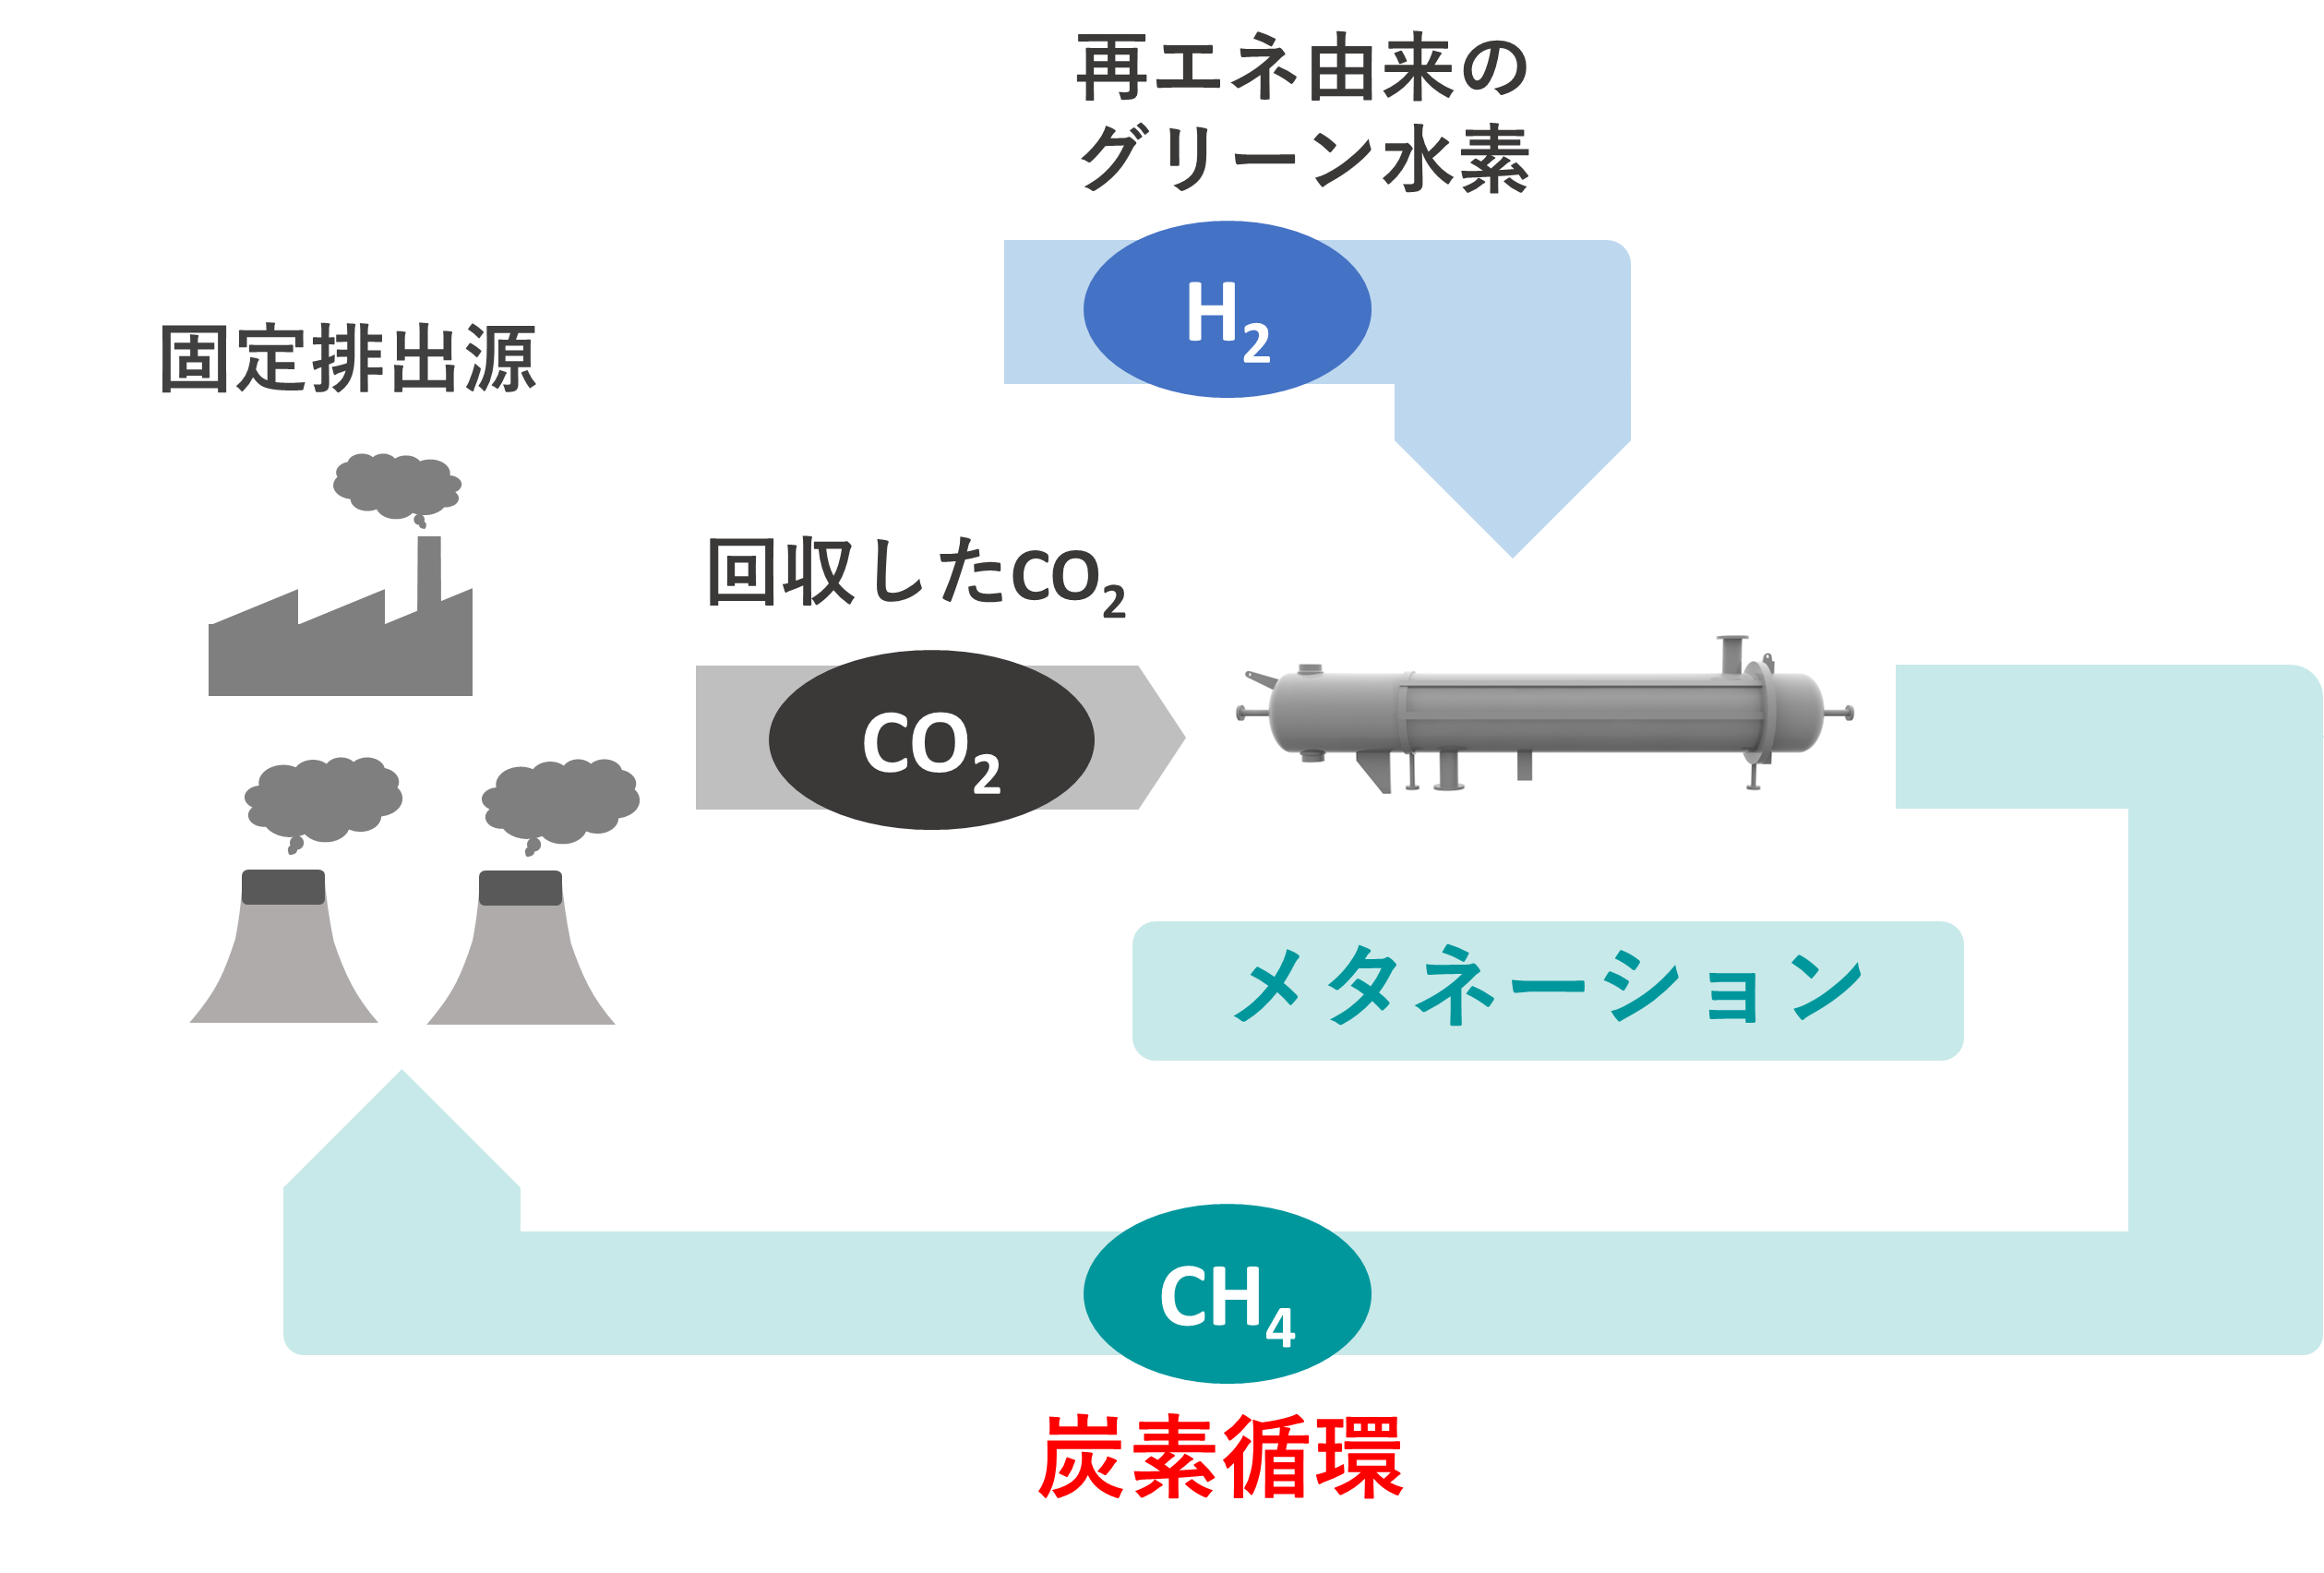 再エネ由来の
グリーン水素
H₂
固定排出源
回収したCO₂
CO₂
メタネーション
CH₄
炭素循環